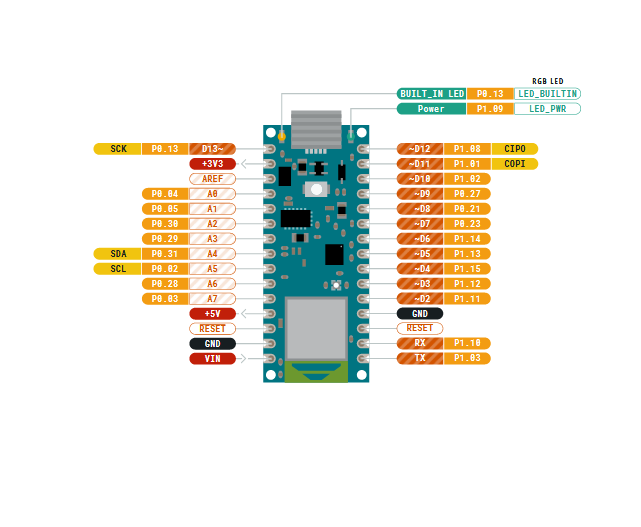 RGB LED
BUILT_IN LED P0.13 LED_BUILTIN
Power P1.09 LED_PWR
SCK P0.13 D13~
+3V3
AREF
P0.04 A0
P0.05 A1
P0.30 A2
P0.29 A3
SDA P0.31 A4
SCL P0.02 A5
P0.28 A6
P0.03 A7
+5V
RESET
GND
VIN
~D12 P1.08 CIPO
~D11 P1.01 COPI
~D10 P1.02
~D9 P0.27
~D8 P0.21
~D7 P0.23
~D6 P1.14
~D5 P1.13
~D4 P1.15
~D3 P1.12
~D2 P1.11
GND
RESET
RX P1.10
TX P1.03